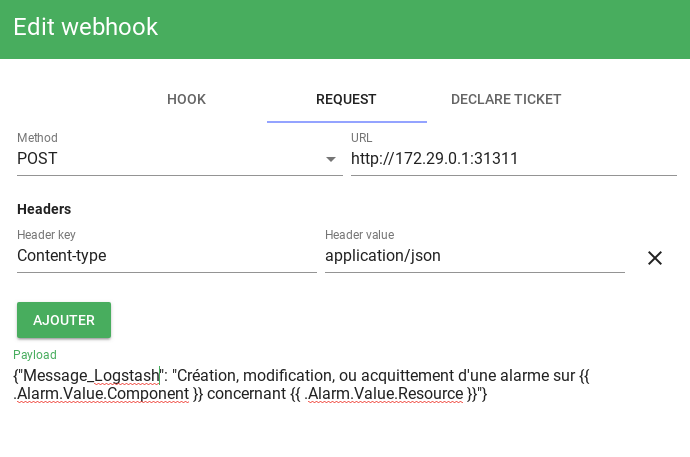 Edit webhook
HOOK
REQUEST
DECLARE TICKET
Method
URL
POST
http://172.29.0.1:31311
Headers
Header key
Header value
Content-type
application/json
AJOUTER
Payload
{"Message_Logstash": "Création, modification, ou acquittement d'une alarme sur {{
.Alarm.Value.Component }} concernant {{ .Alarm.Value.Resource }}"}